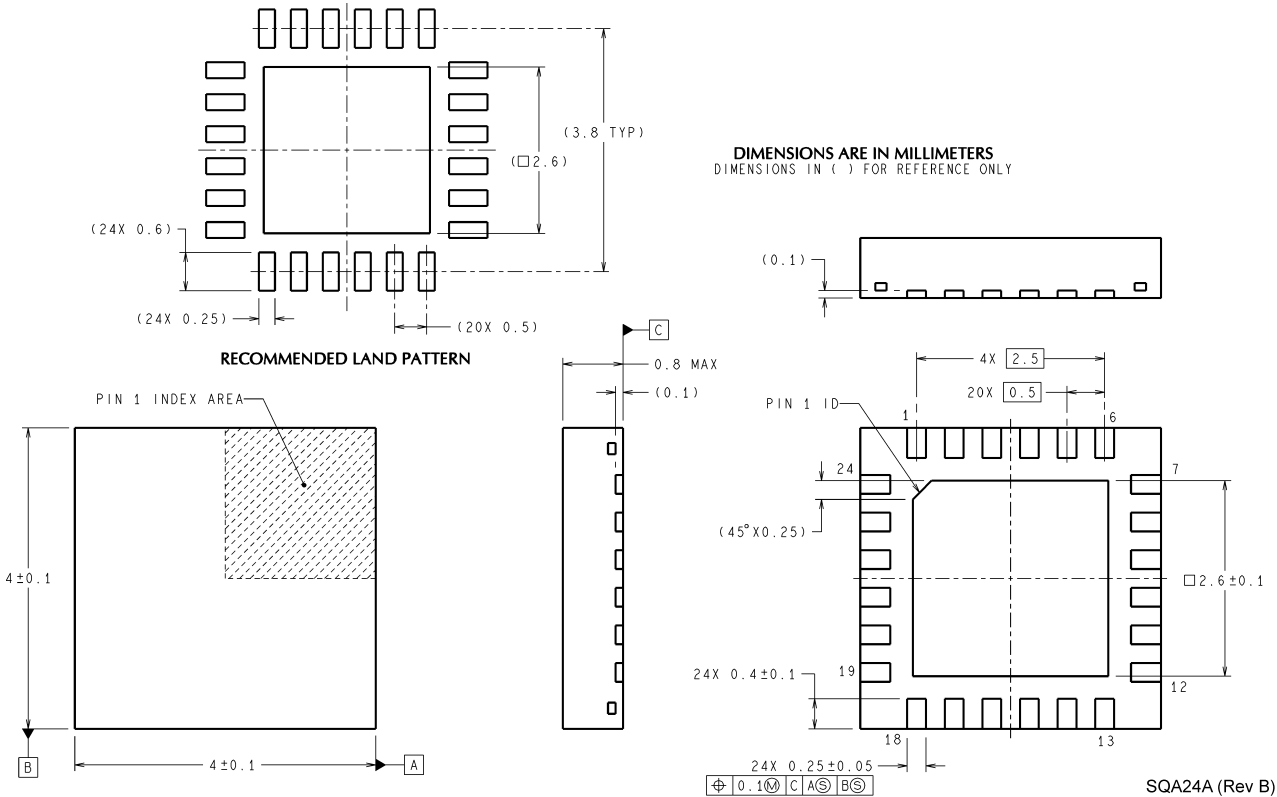 (3.8 TYP)
(□2.6)
DIMENSIONS ARE IN MILLIMETERS
DIMENSIONS IN ( ) FOR REFERENCE ONLY
(24X 0.6)
(0.1)
(24X 0.25)
(20X 0.5)
C
RECOMMENDED LAND PATTERN
0.8 MAX
(0.1)
4X 2.5
20X 0.5
PIN 1 INDEX AREA
PIN 1 ID
1
6
24
7
(45°X0.25)
4±0.1
□2.6±0.1
19
24X 0.4±0.1
12
18
13
B
4±0.1
A
24X 0.25±0.05
⌖ 0.1Ⓜ C AⓈ BⓈ
SQA24A (Rev B)